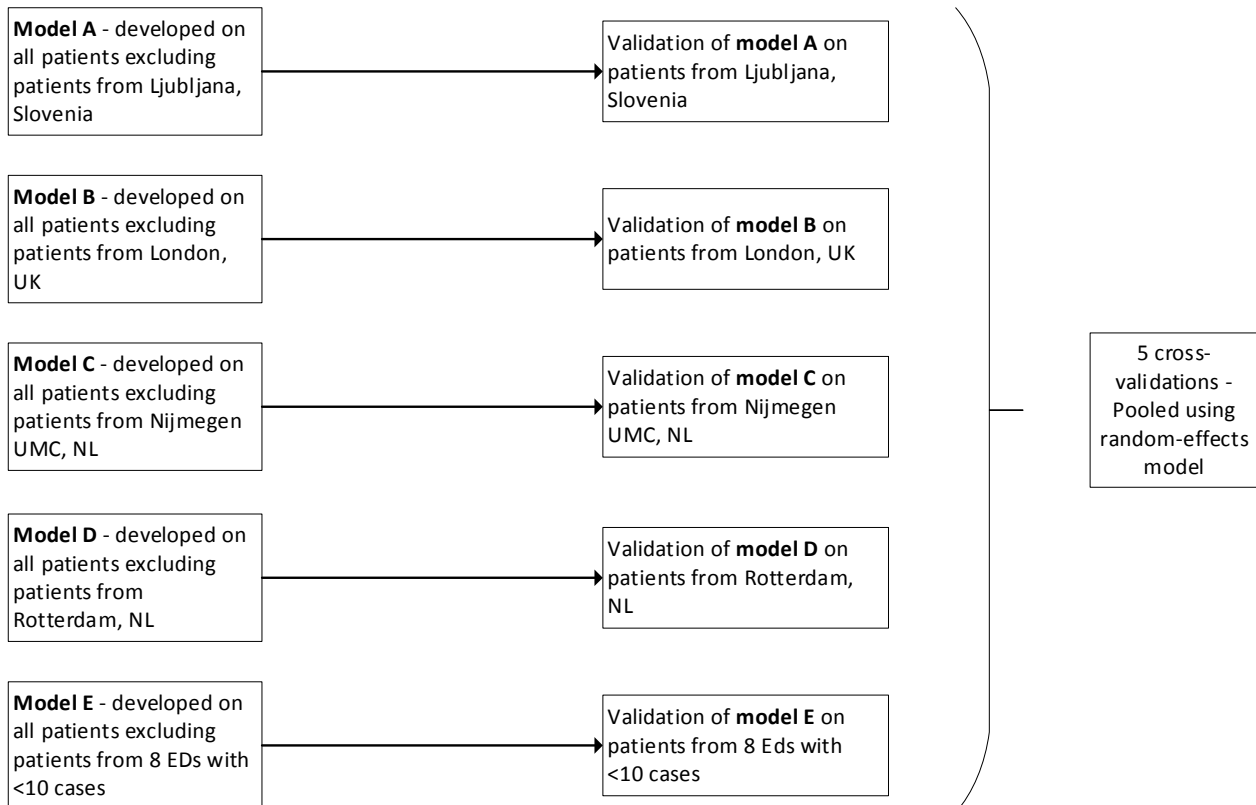 Model A - developed on
all patients excluding
patients from Ljubljana,
Slovenia
Validation of model A on
patients from Ljubljana,
Slovenia
Model B - developed on
all patients excluding
patients from London,
UK
Validation of model B on
patients from London, UK
Model C - developed on
all patients excluding
patients from Nijmegen
UMC, NL
Validation of model C on
patients from Nijmegen
UMC, NL
Model D - developed on
all patients excluding
patients from
Rotterdam, NL
Validation of model D on
patients from Rotterdam,
NL
Model E - developed on
all patients excluding
patients from 8 EDs with
<10 cases
Validation of model E on
patients from 8 Eds with
<10 cases
5 cross-
validations -
Pooled using
random-effects
model